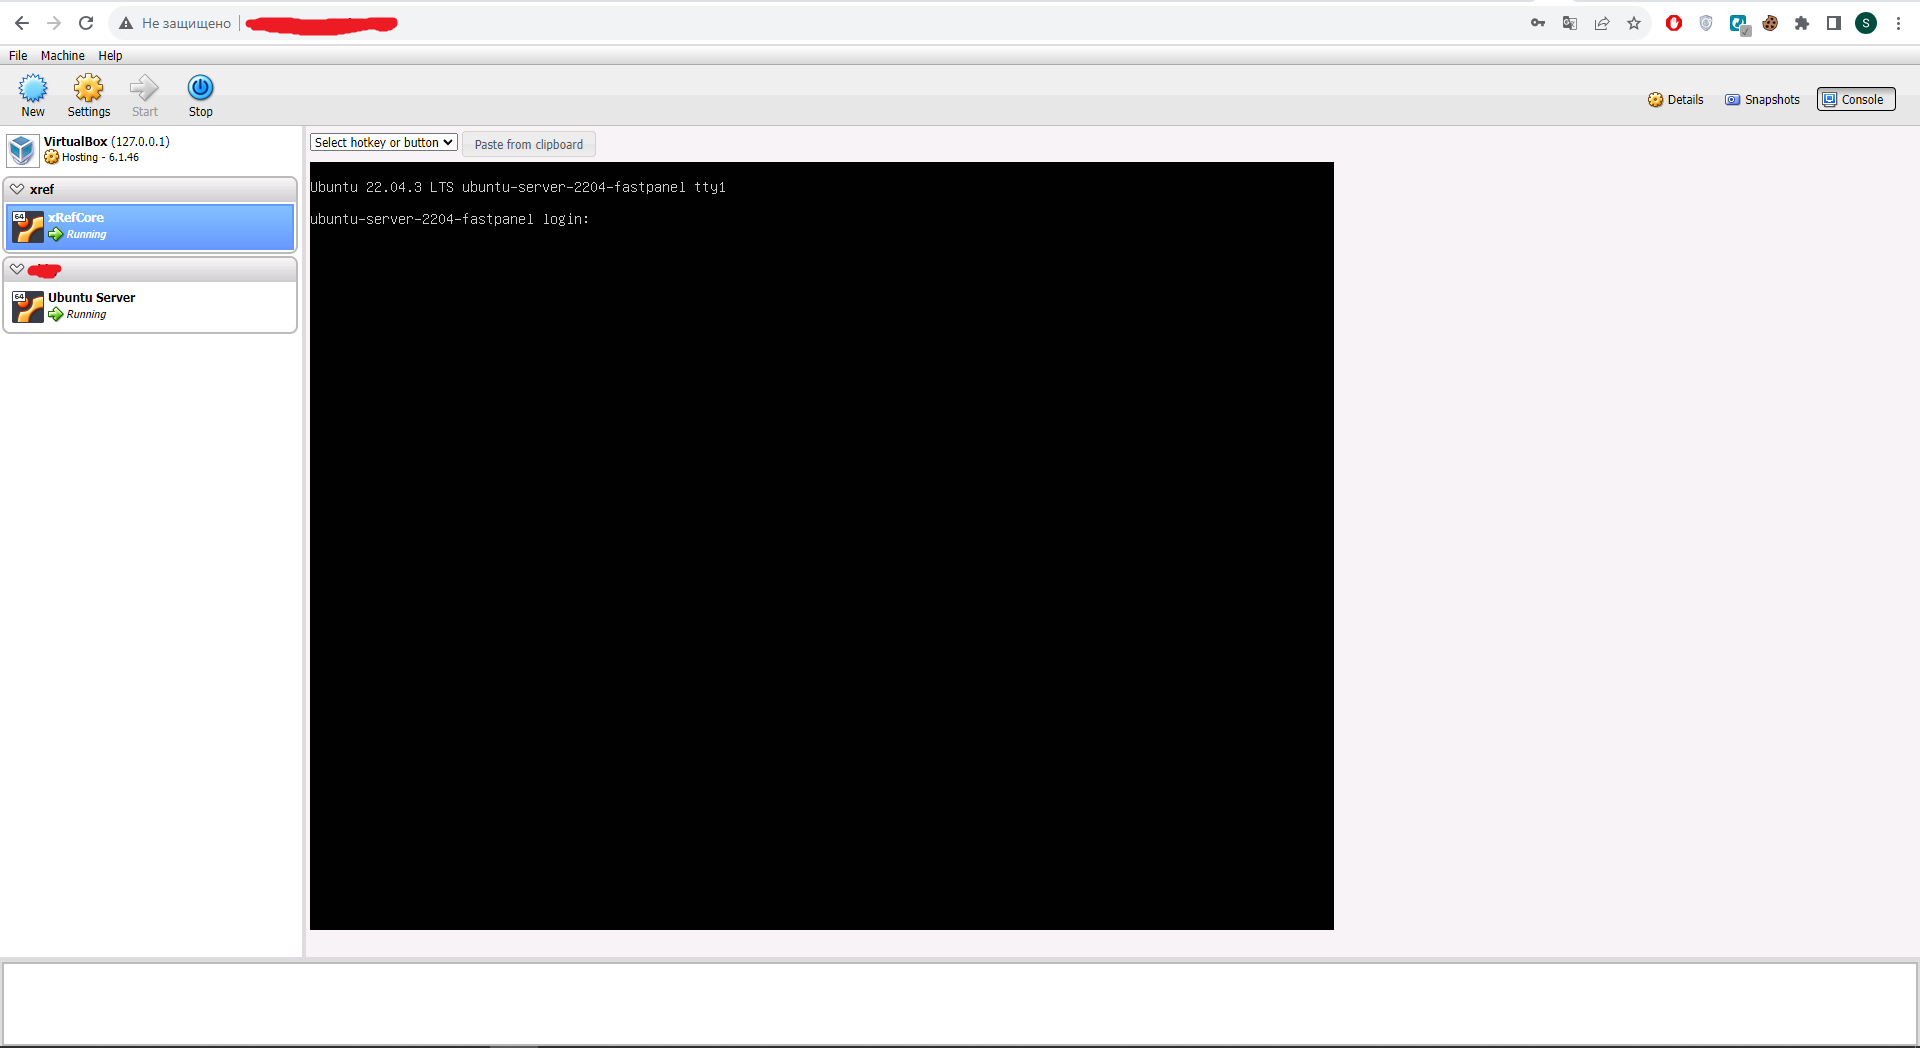 Не защищено
S
File Machine Help
New Settings Start Stop
Details Snapshots Console
VirtualBox (127.0.0.1)
Hosting - 6.1.46
Select hotkey or button Paste from clipboard
xref
64 xRefCore
Running
64 Ubuntu Server
Running
Ubuntu 22.04.3 LTS ubuntu-server-2204-fastpanel tty1
ubuntu-server-2204-fastpanel login: